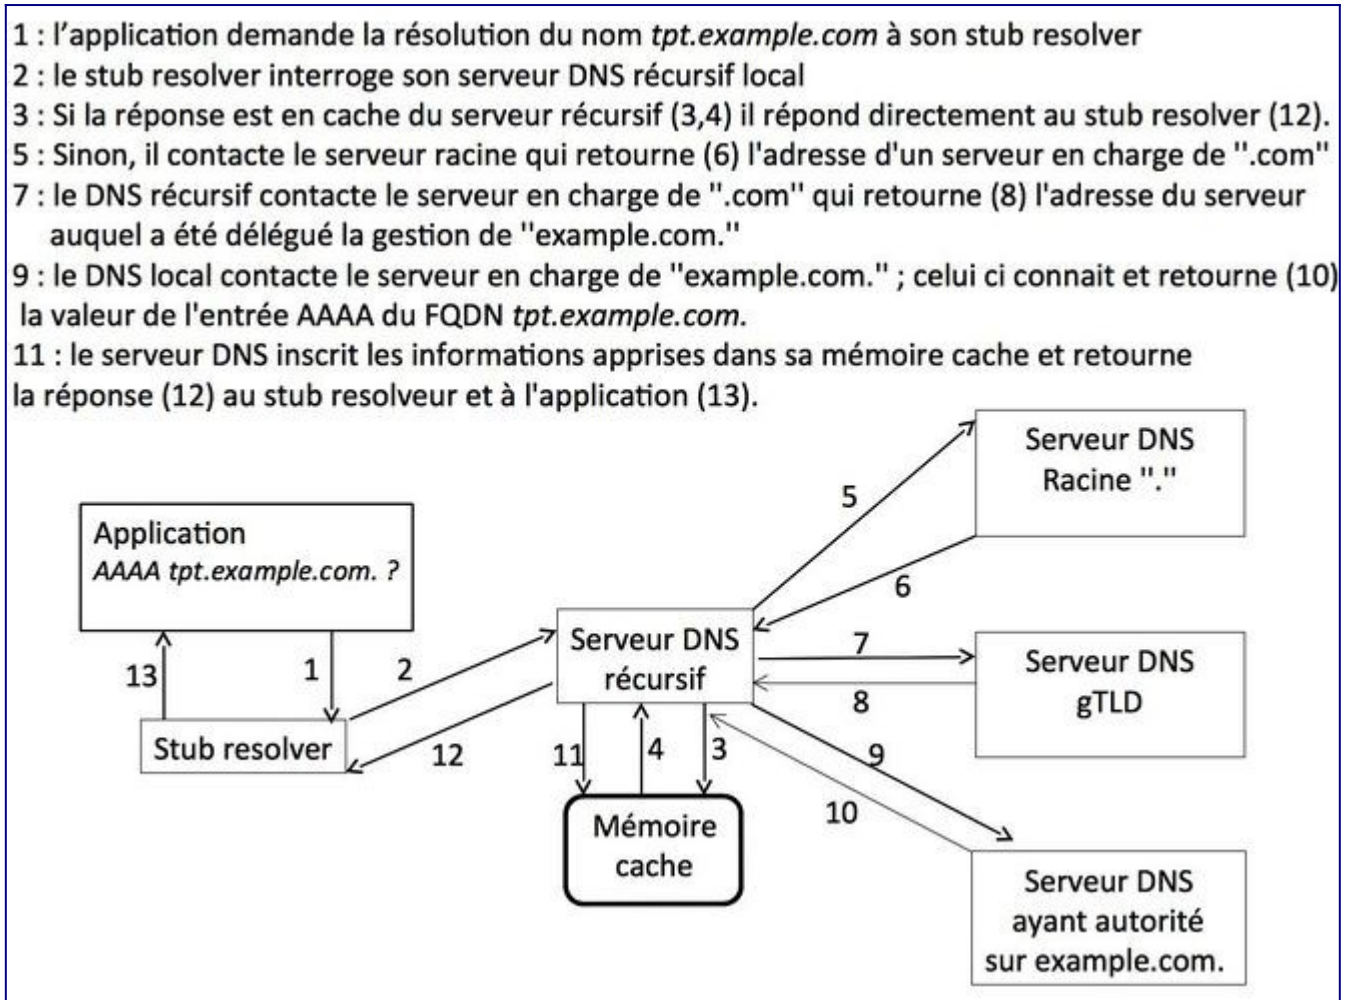 1 : l’application demande la résolution du nom tpt.example.com à son stub resolver
2 : le stub resolver interroge son serveur DNS récursif local
3 : Si la réponse est en cache du serveur récursif (3,4) il répond directement au stub resolver (12).
5 : Sinon, il contacte le serveur racine qui retourne (6) l'adresse d'un serveur en charge de ".com"
7 : le DNS récursif contacte le serveur en charge de ".com" qui retourne (8) l'adresse du serveur
auquel a été délégué la gestion de "example.com."
9 : le DNS local contacte le serveur en charge de "example.com." ; celui ci connait et retourne (10)
la valeur de l'entrée AAAA du FQDN tpt.example.com.
11 : le serveur DNS inscrit les informations apprises dans sa mémoire cache et retourne
la réponse (12) au stub resolveur et à l'application (13).
Serveur DNS
Racine "."
5
Application
AAAA tpt.example.com. ?
6
Serveur DNS
récursif
13
1
2
7
8
Serveur DNS
gTLD
Stub resolver
12
11
4
3
9
10
Mémoire
cache
Serveur DNS
ayant autorité
sur example.com.